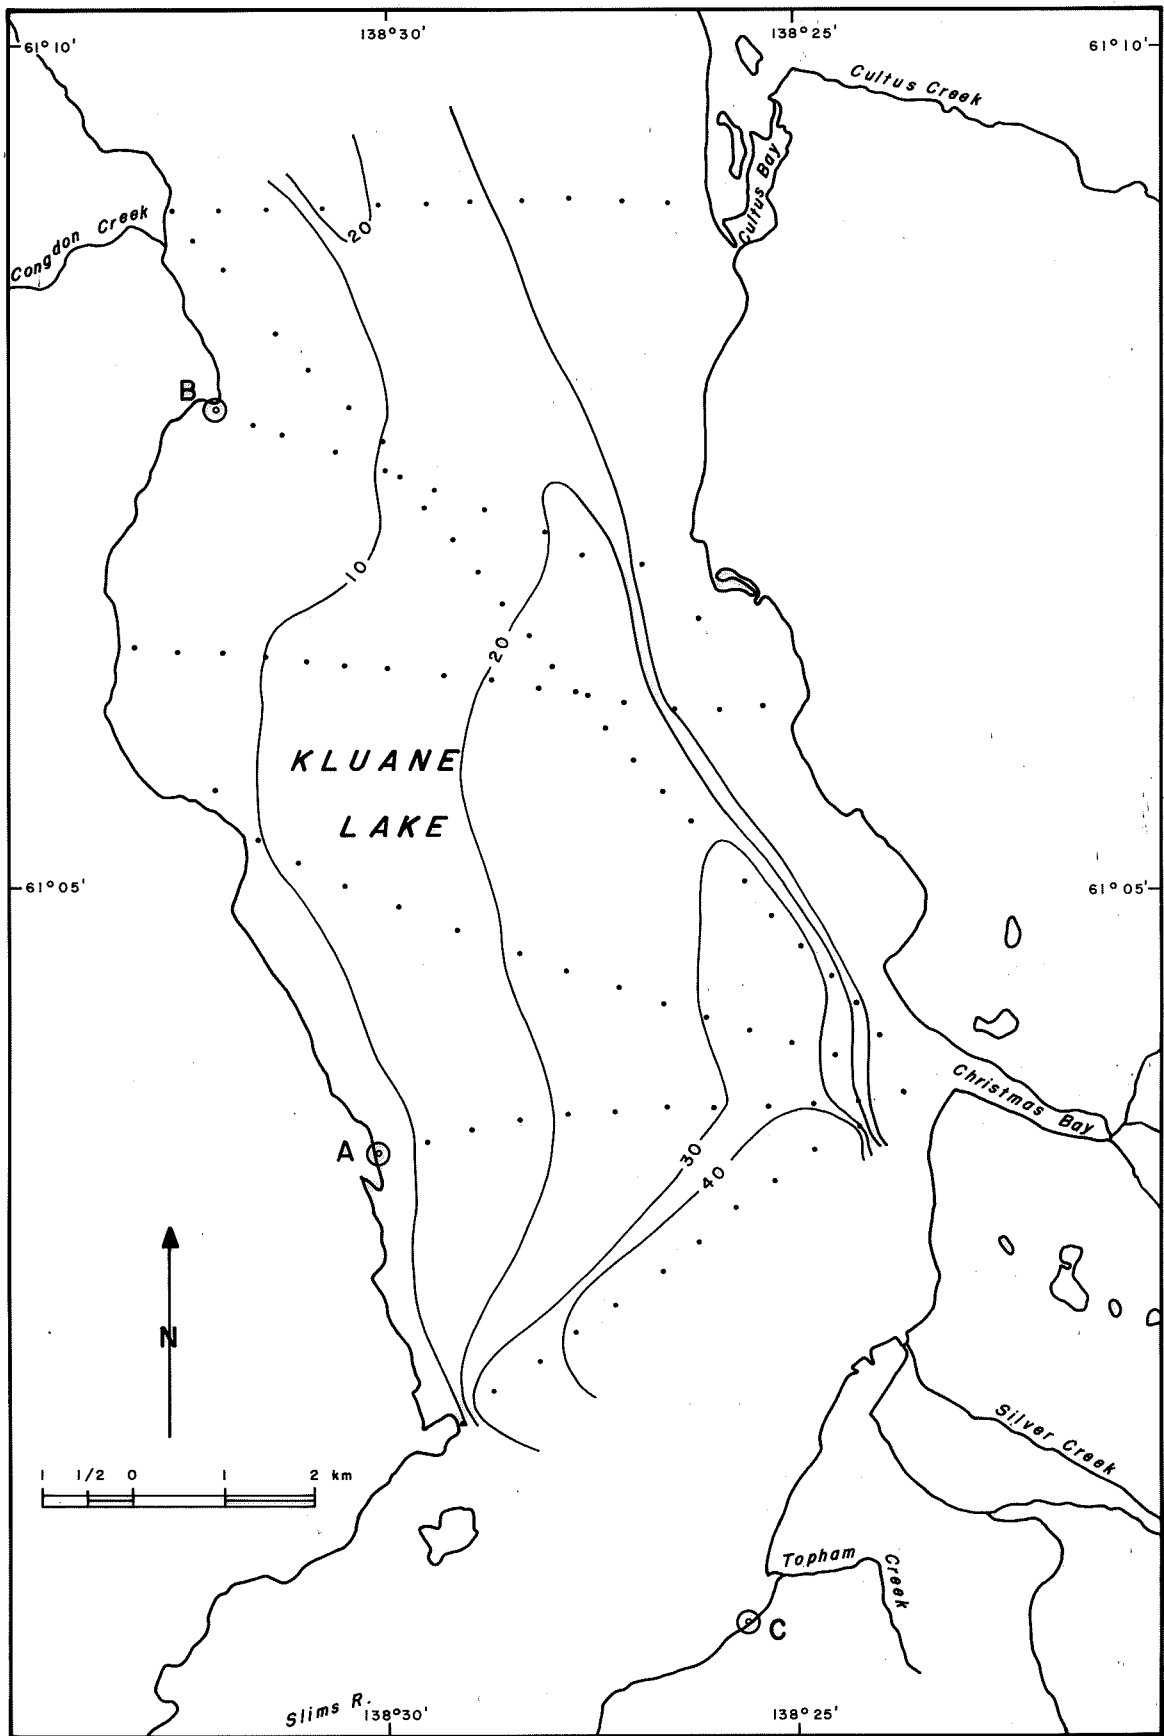 138°30'
138°25'
61°10'
61°10'
Cultus Creek
Cultus Bay
Congdon Creek
20
B
10
20
KLUANE
LAKE
61°05'
61°05'
Christmas Bay
A
30
40
N
Silver Creek
1 1/2 0 1 2 km
Topham Creek
C
Slims R.
138°30'
138°25'